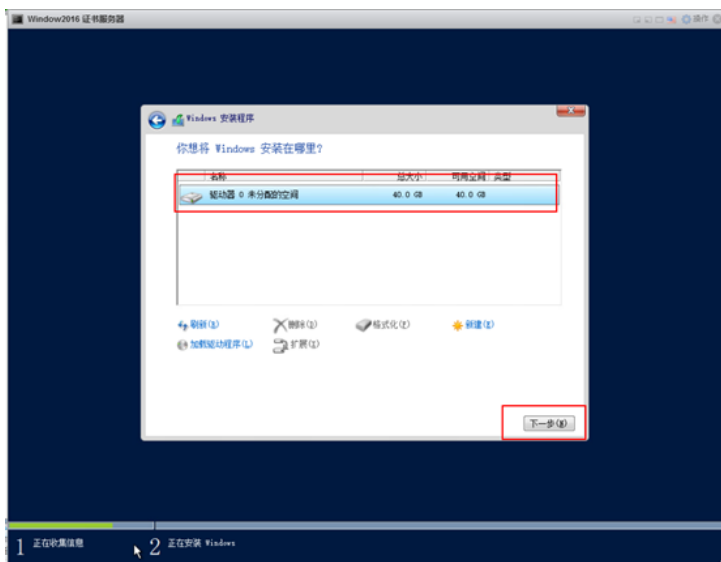 Window2016 证书服务器
操作
Windows 安装程序
你想将 Windows 安装在哪里?
名称 总大小 可用空间 类型
驱动器 0 未分配的空间 40.0 GB 40.0 GB
刷新(R) 删除(D) 格式化(F) 新建(E)
加载驱动程序(L) 扩展(X)
下一步(N)
1 正在收集信息 2 正在安装 Windows